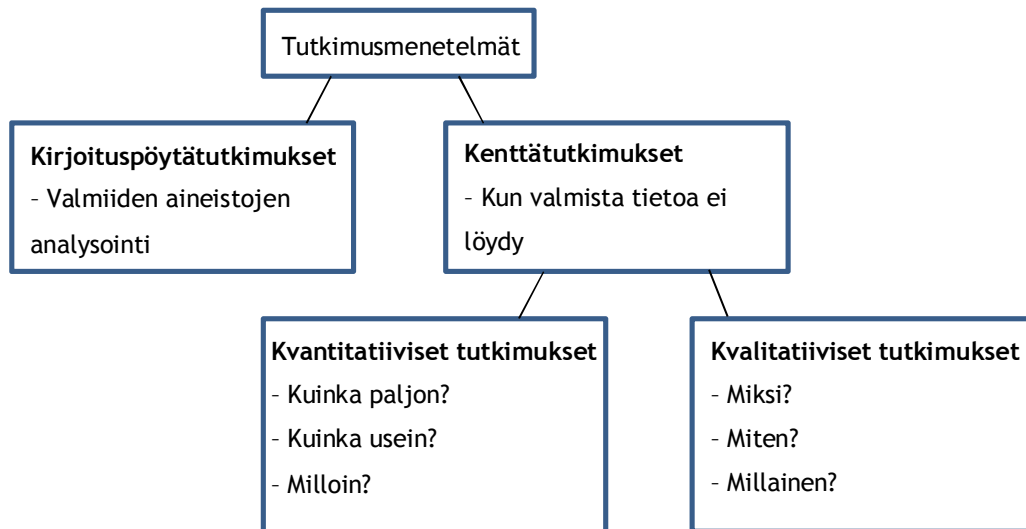 Tutkimusmenetelmät
Kirjoituspöytätutkimukset
– Valmiiden aineistojen
analysointi
Kenttätutkimukset
– Kun valmista tietoa ei
löydy
Kvantitatiiviset tutkimukset
– Kuinka paljon?
– Kuinka usein?
– Milloin?
Kvalitatiiviset tutkimukset
– Miksi?
– Miten?
– Millainen?